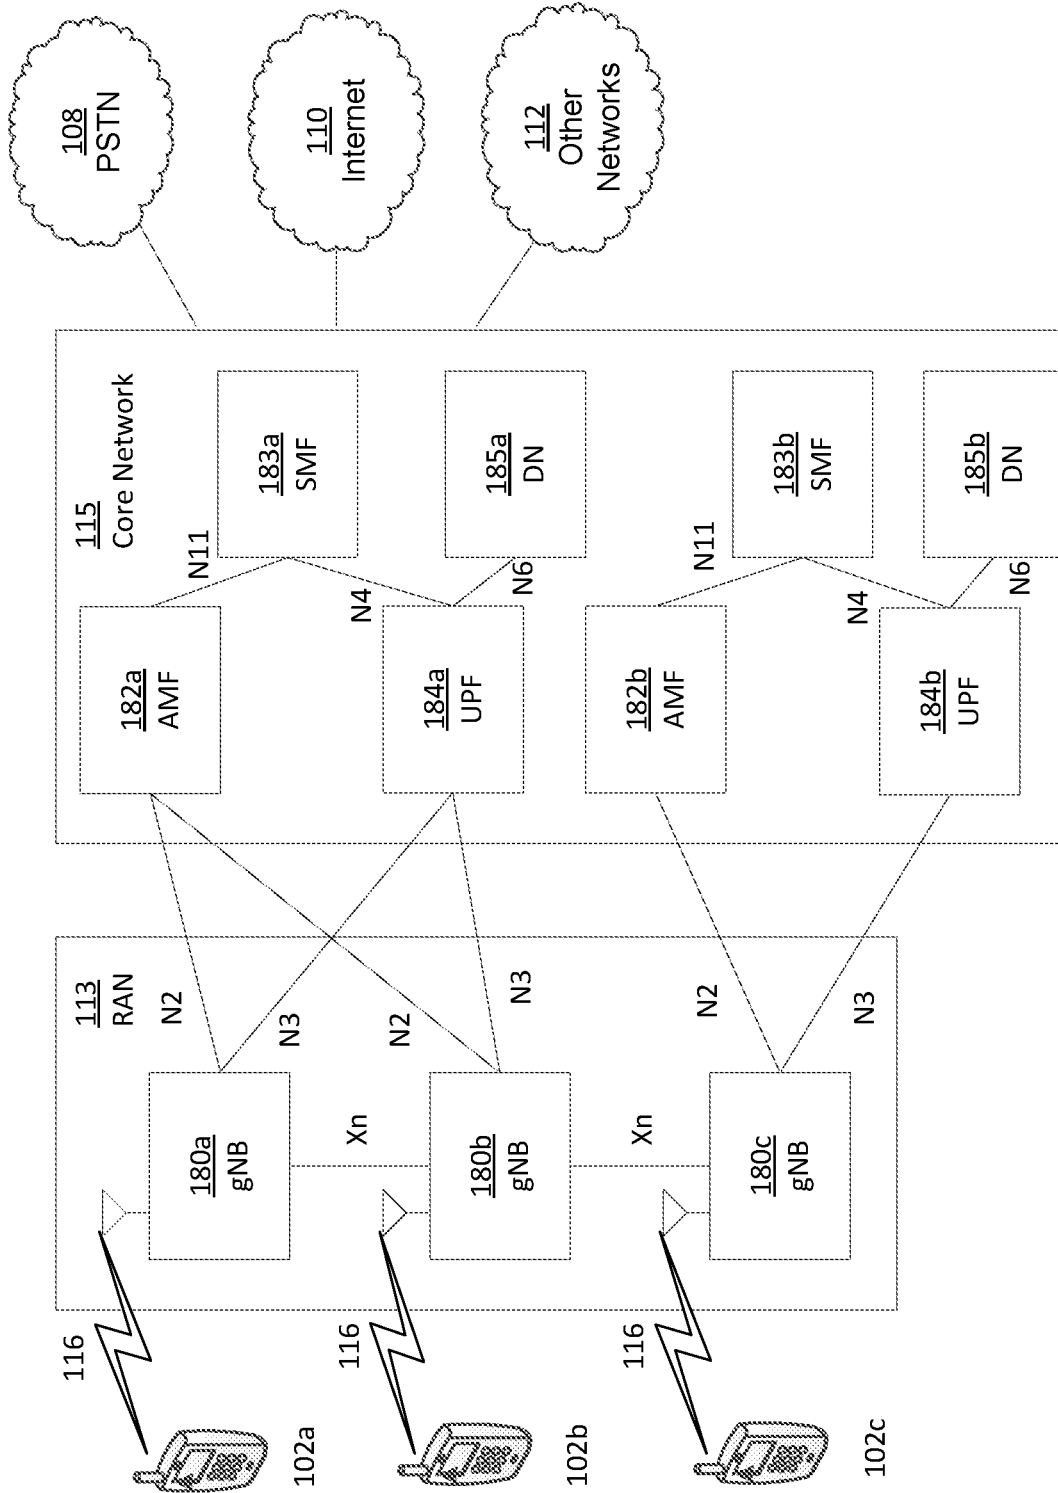 102a
116
113
RAN
180a
gNB
N2
N3
Xn
102b
116
180b
gNB
N2
N3
Xn
102c
116
180c
gNB
N2
N3
115
Core Network
182a
AMF
N11
183a
SMF
184a
UPF
N4
N6
185a
DN
182b
AMF
N11
183b
SMF
184b
UPF
N4
N6
185b
DN
108
PSTN
110
Internet
112
Other
Networks